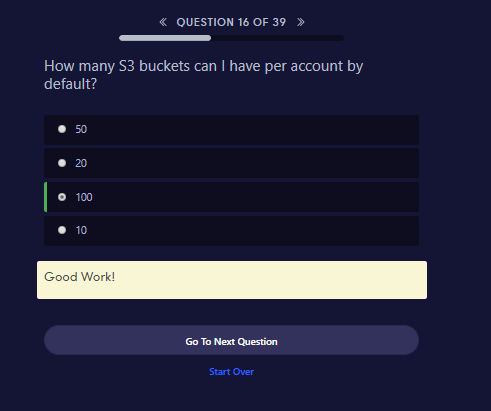 « QUESTION 16 OF 39 »
How many S3 buckets can I have per account by
default?
50
20
100
10
Good Work!
Go To Next Question
Start Over